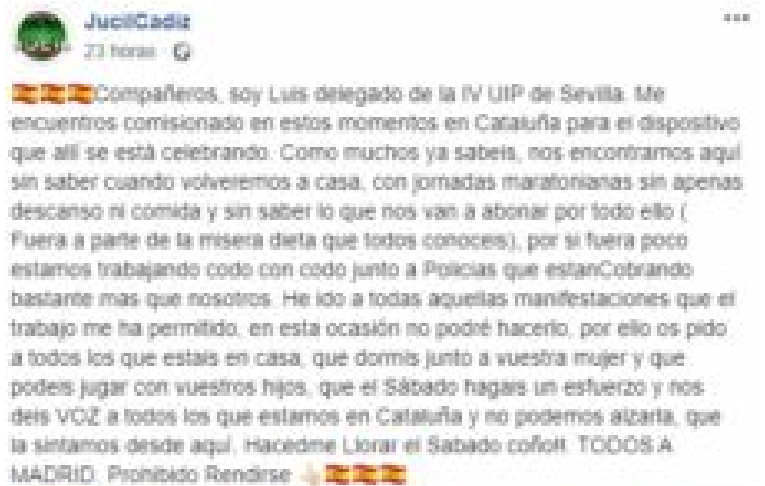 JucilCadiz
23 horas
🇪🇸🇪🇸🇪🇸Compañeros, soy Luis delegado de la IV UIP de Sevilla. Me
encuentros comisionado en estos momentos en Cataluña para el dispositivo
que allí se está celebrando. Como muchos ya sabeis, nos encontramos aquí
sin saber cuando volveremos a casa, con jornadas maratonianas sin apenas
descanso ni comida y sin saber lo que nos van a abonar por todo ello (
Fuera a parte de la misera dieta que todos conoceis), por si fuera poco
estamos trabajando codo con codo junto a Policias que estanCobrando
bastante mas que nosotros. He ido a todas aquellas manifestaciones que el
trabajo me ha permitido, en esta ocasión no podré hacerlo, por ello os pido
a todos los que estais en casa, que dormis junto a vuestra mujer y que
podeis jugar con vuestros hijos, que el Sábado hagais un esfuerzo y nos
deis VOZ a todos los que estamos en Cataluña y no podemos alzarla, que
la sintamos desde aquí. Hacedme Llorar el Sabado coño!!. TODOS A
MADRID. Prohibido Rendirse 👆🏻🇪🇸🇪🇸🇪🇸